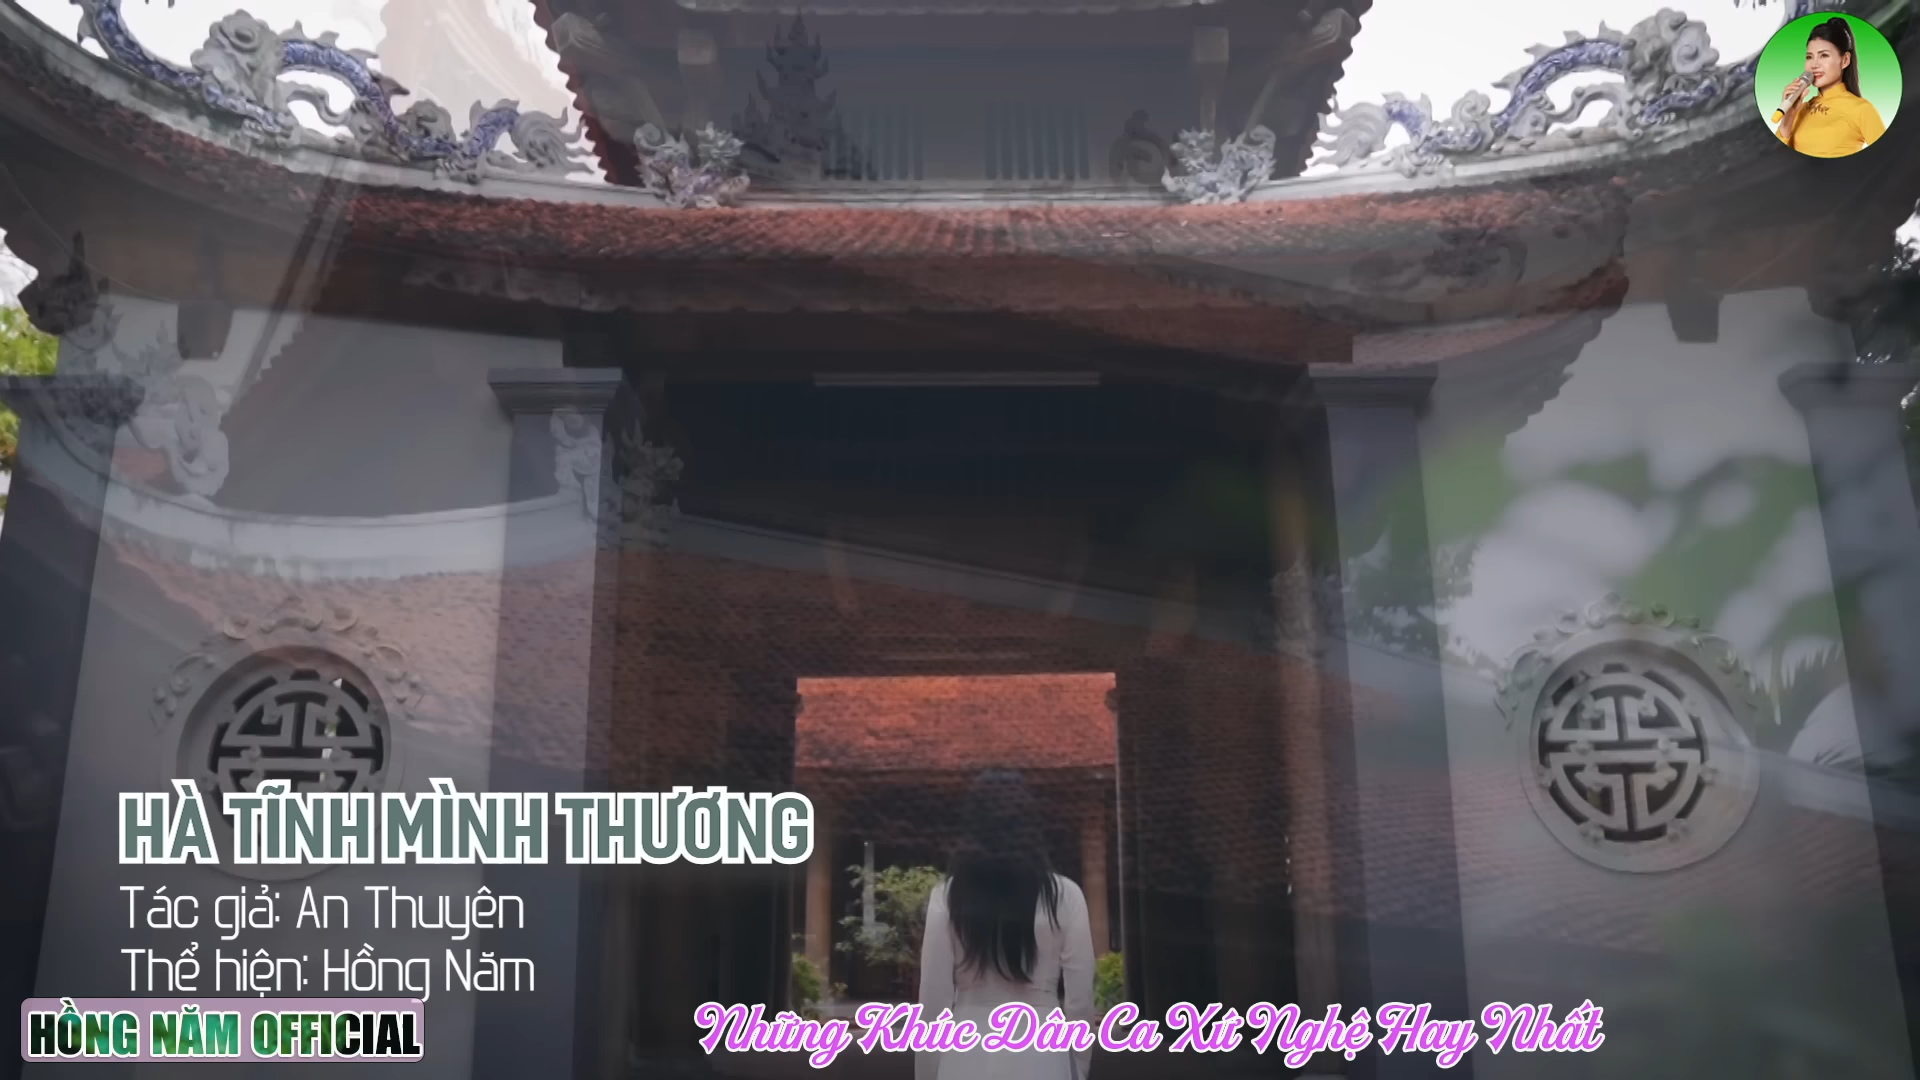 HÀ TĨNH MÌNH THƯƠNG
Tác giả: An Thuyên
Thể hiện: Hồng Năm
HỒNG NĂM OFFICIAL
Những Khúc Dân Ca Xứ Nghệ Hay Nhất